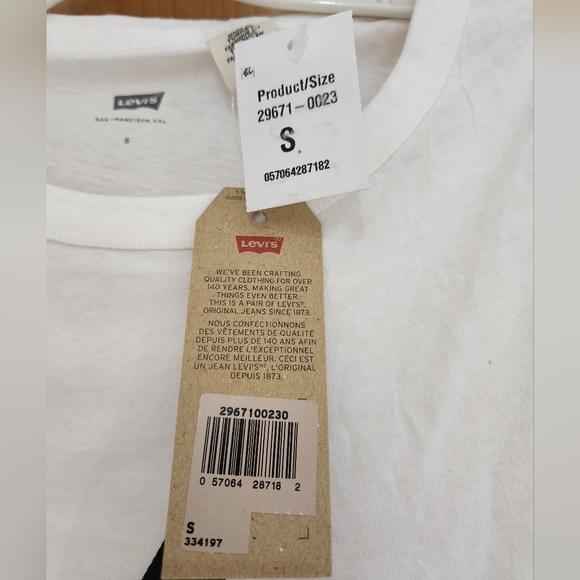 Levi's
SAN FRANCISCO, CAL.
S
Product/Size
29671-0023
S.
057064287182
Levi's
WE'VE BEEN CRAFTING
QUALITY CLOTHING FOR OVER
140 YEARS, MAKING GREAT
THINGS EVEN BETTER.
THIS IS A PAIR OF LEVI'S®
ORIGINAL JEANS SINCE 1873.
NOUS CONFECTIONNONS
DES VÊTEMENTS DE QUALITÉ
DEPUIS PLUS DE 140 ANS AFIN
DE RENDRE L'EXCEPTIONNEL
ENCORE MEILLEUR. CECI EST
UN JEAN LEVI'SMS, L'ORIGINAL
DEPUIS 1873.
2967100230
0 57064 28718 2
S
334197